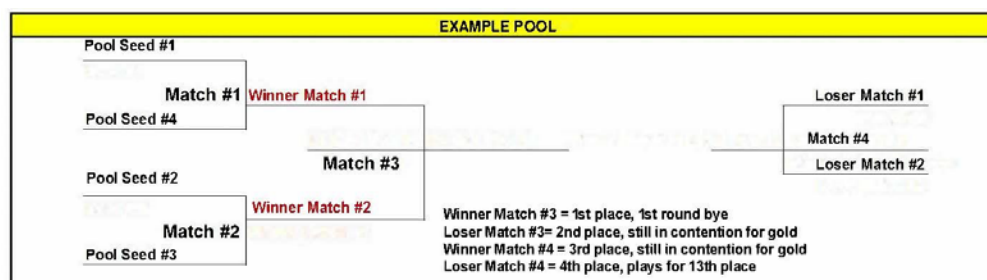 EXAMPLE POOL
Pool Seed #1
Match #1
Winner Match #1
Pool Seed #4
Match #3
Pool Seed #2
Winner Match #2
Match #2
Pool Seed #3
Loser Match #1
Match #4
Loser Match #2
Winner Match #3 = 1st place, 1st round bye
Loser Match #3= 2nd place, still in contention for gold
Winner Match #4 = 3rd place, still in contention for gold
Loser Match #4 = 4th place, plays for 13th place